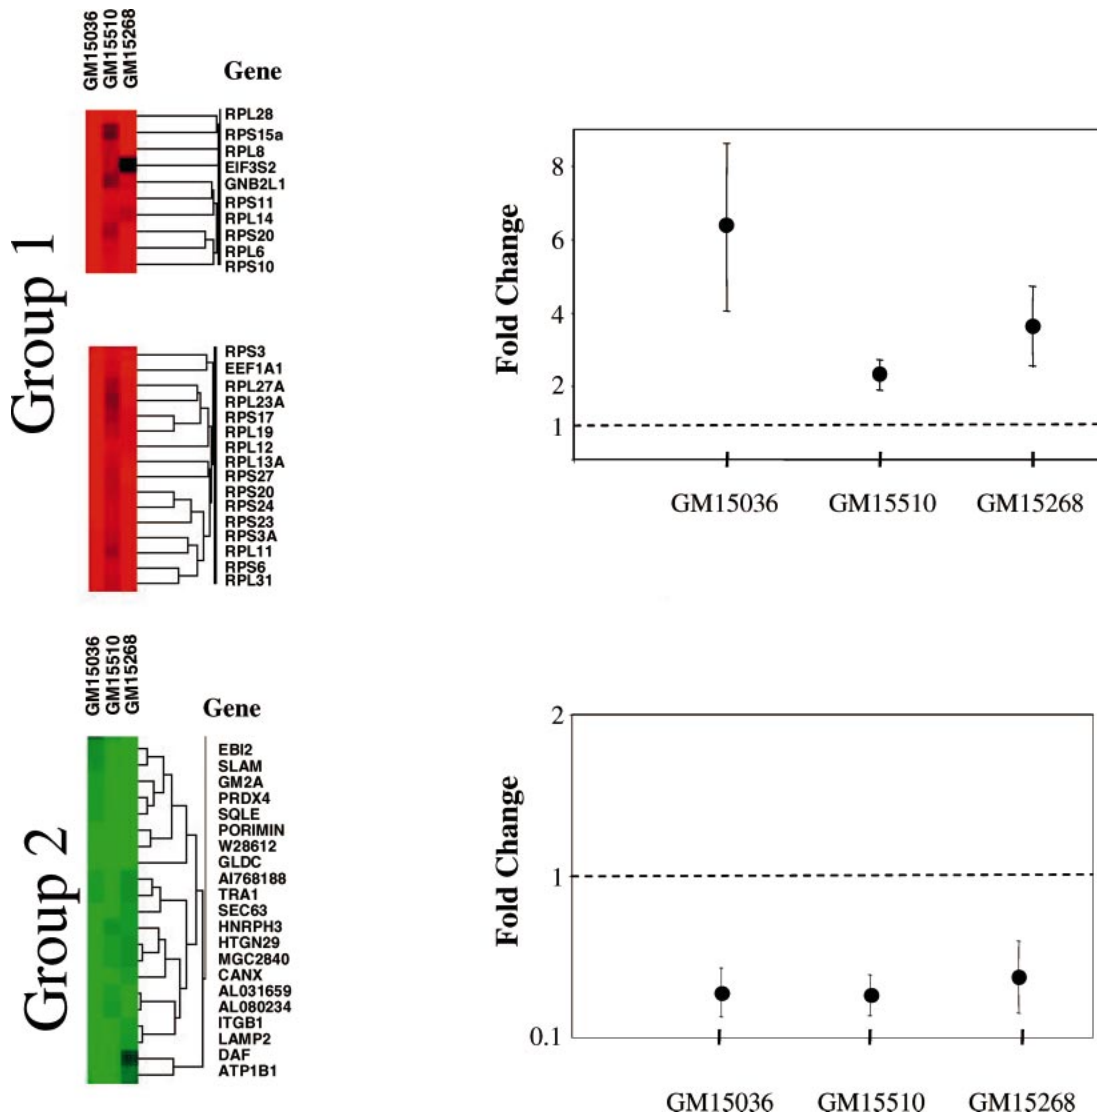 GM15036
GM15510
GM15268
Gene
Group 1
RPL28
RPS15a
RPL8
EIF3S2
GNB2L1
RPS11
RPL14
RPS20
RPL6
RPS10
RPS3
EEF1A1
RPL27A
RPL23A
RPS17
RPL19
RPL12
RPL13A
RPS27
RPS20
RPS24
RPS23
RPS3A
RPL11
RPS6
RPL31
Fold Change
8
6
4
2
1
GM15036 GM15510 GM15268
GM15036
GM15510
GM15268
Gene
Group 2
EBI2
SLAM
GM2A
PRDX4
SQLE
PORIMIN
W28612
GLDC
AI768188
TRA1
SEC63
HNRPH3
HTGN29
MGC2840
CANX
AL031659
AL080234
ITGB1
LAMP2
DAF
ATP1B1
Fold Change
2
1
0.1
GM15036 GM15510 GM15268